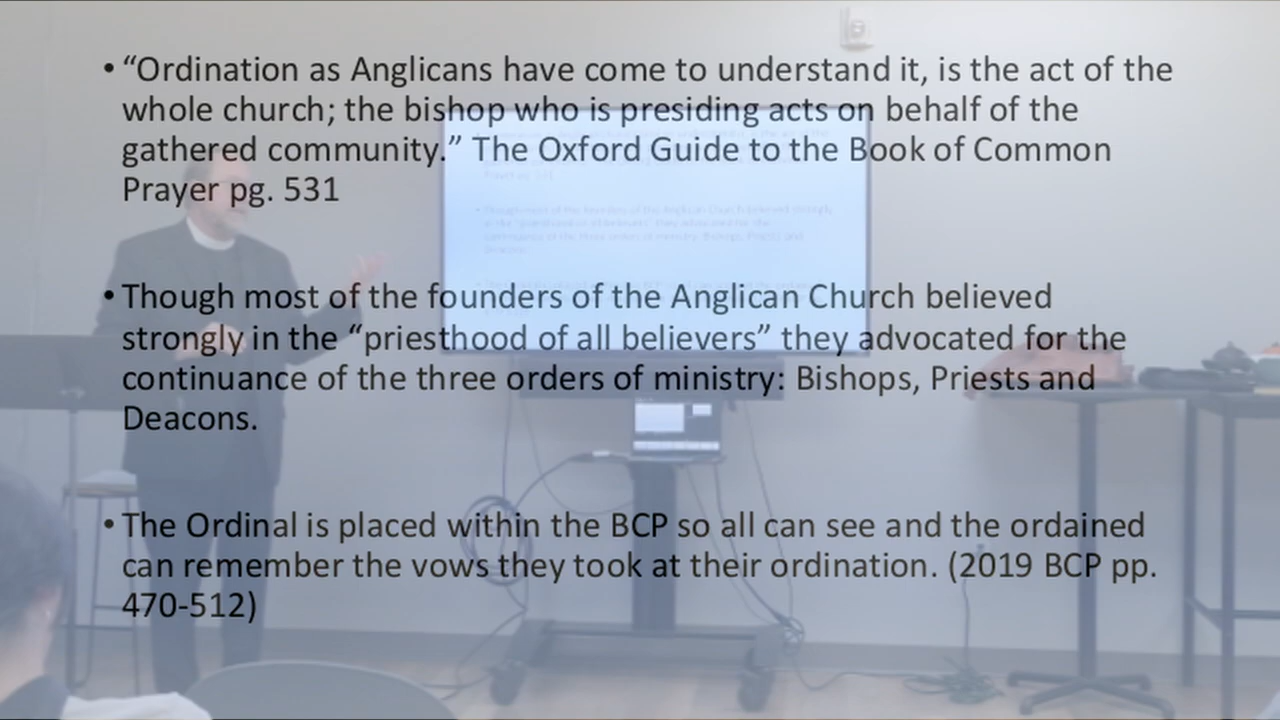 • “Ordination as Anglicans have come to understand it, is the act of the
whole church; the bishop who is presiding acts on behalf of the
gathered community.” The Oxford Guide to the Book of Common
Prayer pg. 531
• Though most of the founders of the Anglican Church believed
strongly in the “priesthood of all believers” they advocated for the
continuance of the three orders of ministry: Bishops, Priests and
Deacons.
• The Ordinal is placed within the BCP so all can see and the ordained
can remember the vows they took at their ordination. (2019 BCP pp.
470-512)